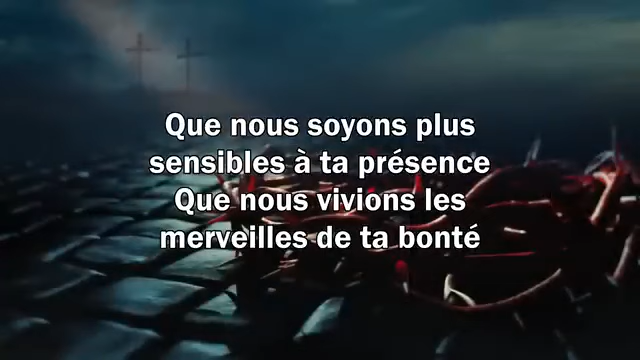 Que nous soyons plus
sensibles à ta présence
Que nous vivions les
merveilles de ta bonté